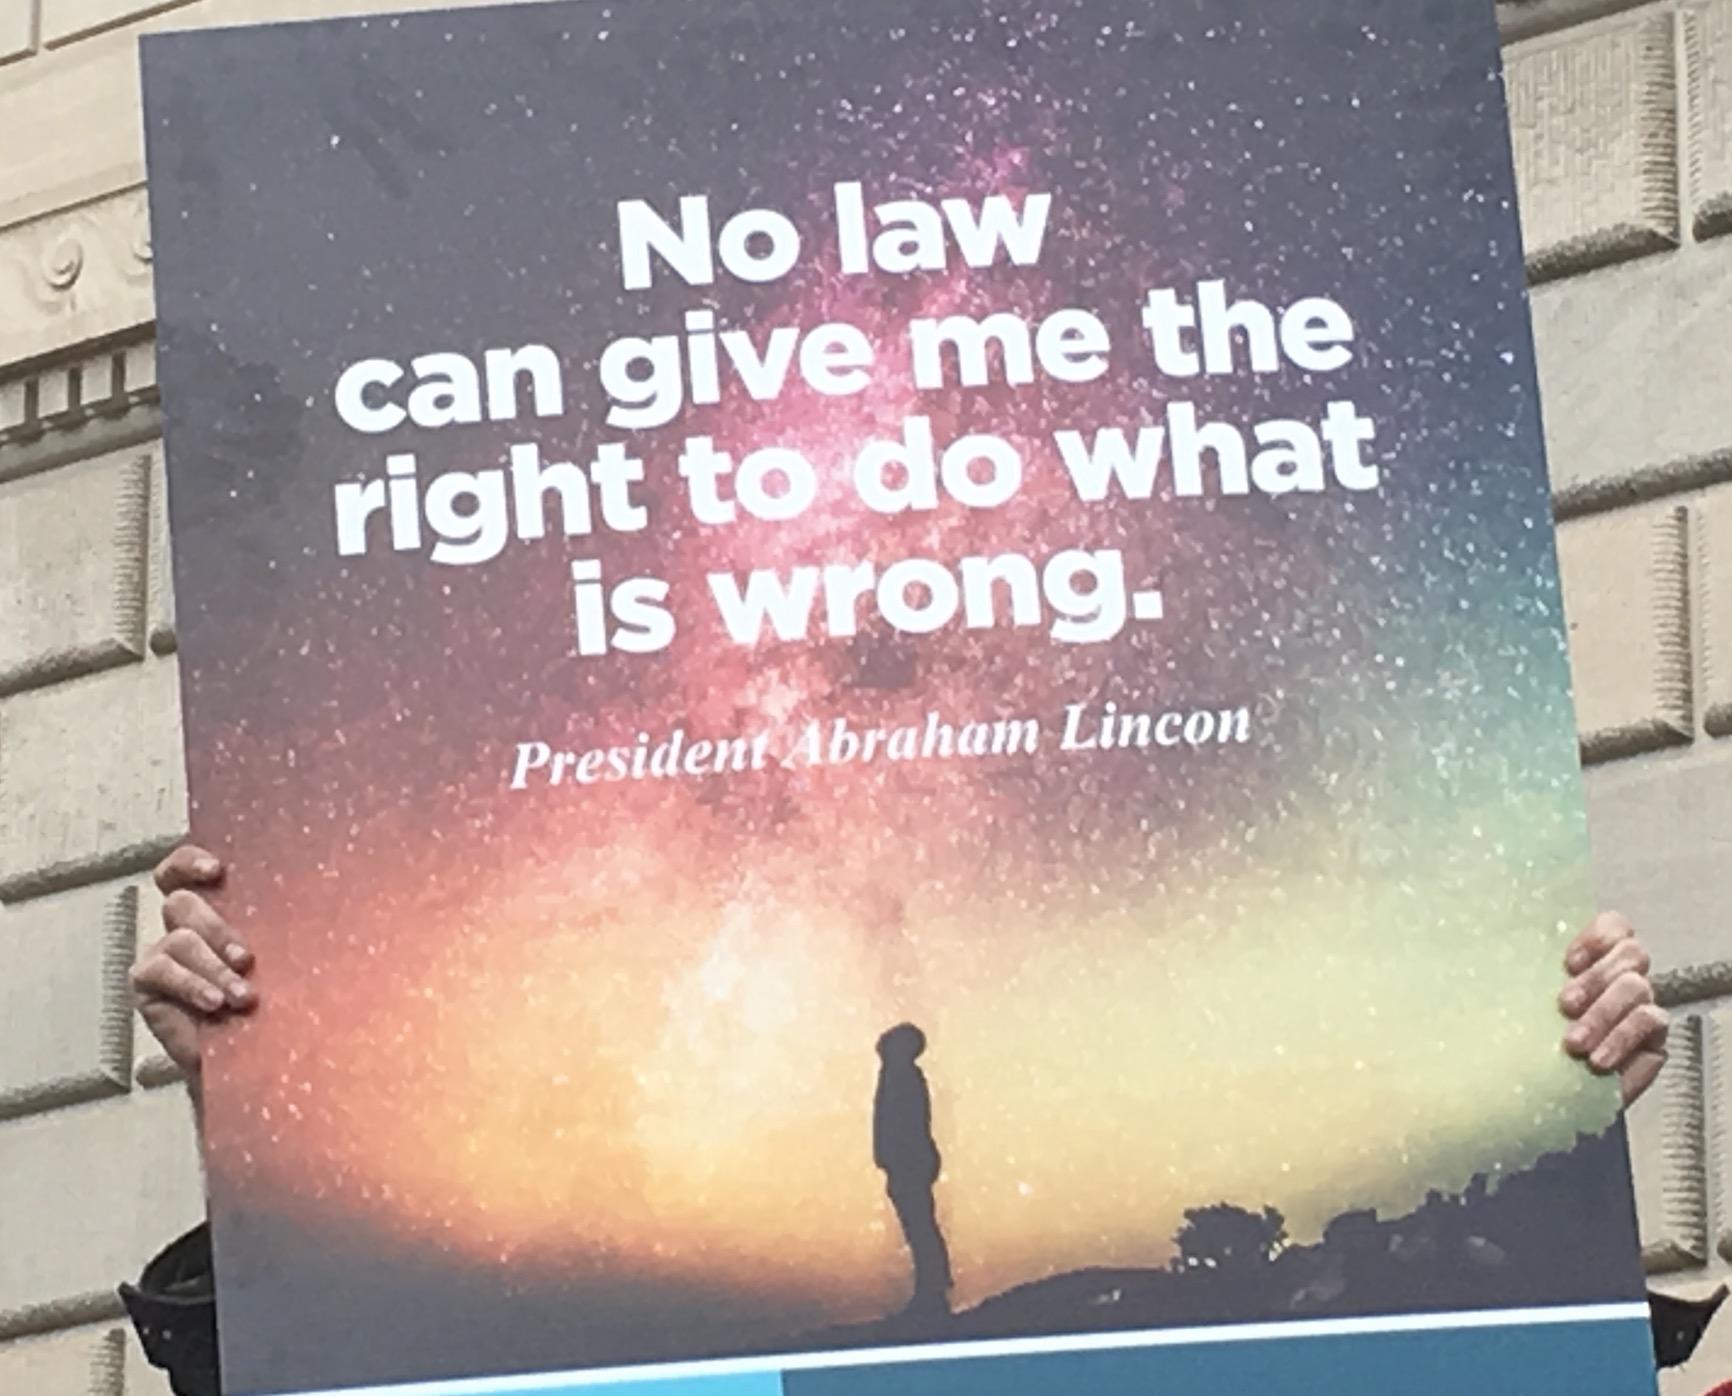 No law
can give me the
right to do what
is wrong.
President Abraham Lincon